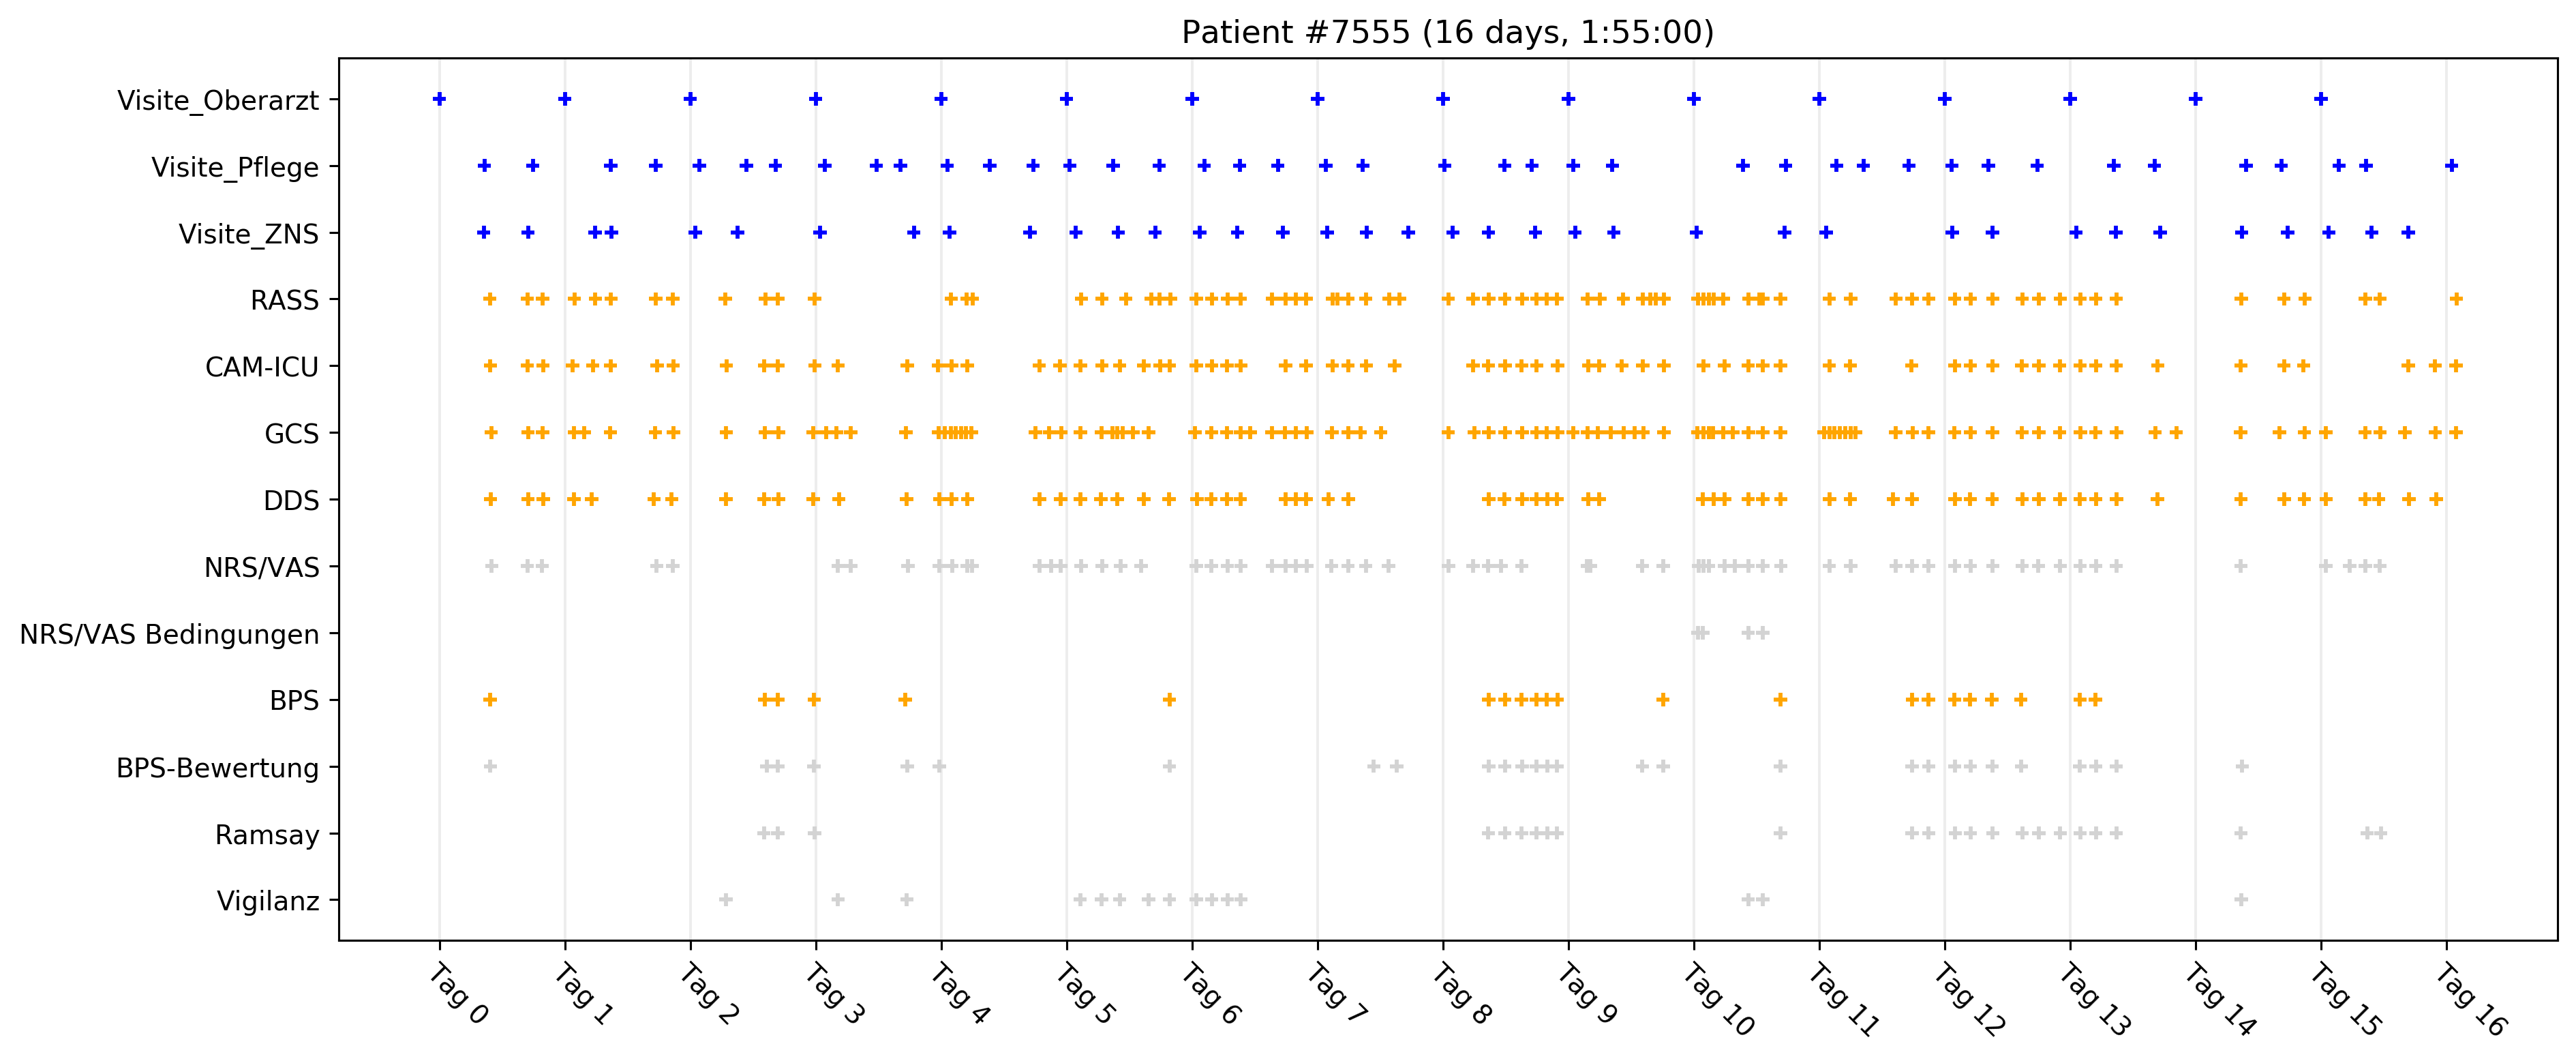 Patient #7555 (16 days, 1:55:00)
Visite_Oberarzt
Visite_Pflege
Visite_ZNS
RASS
CAM-ICU
GCS
DDS
NRS/VAS
NRS/VAS Bedingungen
BPS
BPS-Bewertung
Ramsay
Vigilanz
Tag 0
Tag 1
Tag 2
Tag 3
Tag 4
Tag 5
Tag 6
Tag 7
Tag 8
Tag 9
Tag 10
Tag 11
Tag 12
Tag 13
Tag 14
Tag 15
Tag 16